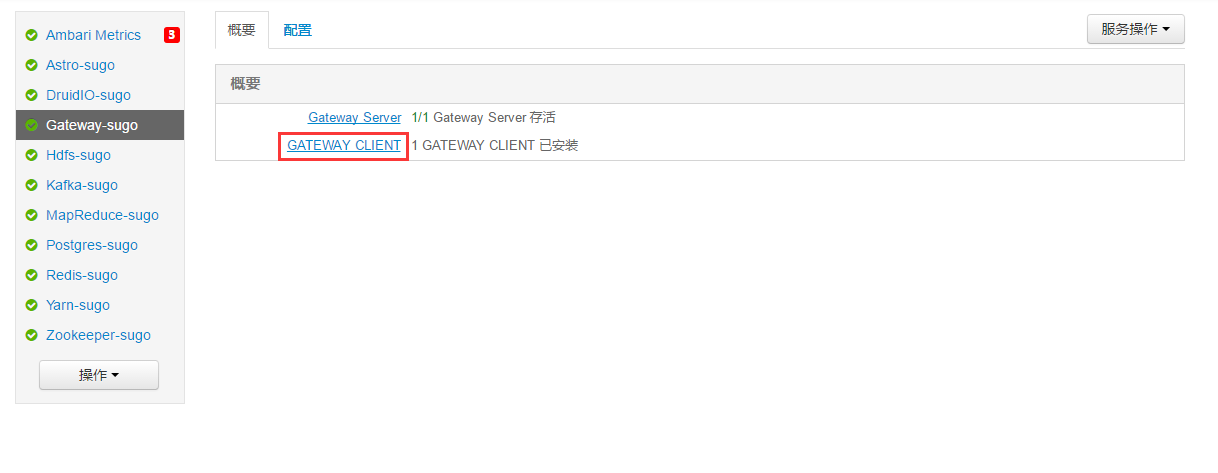 Ambari Metrics 3
Astro-sugo
DruidIO-sugo
Gateway-sugo
Hdfs-sugo
Kafka-sugo
MapReduce-sugo
Postgres-sugo
Redis-sugo
Yarn-sugo
Zookeeper-sugo
操作
概要 配置 服务操作
概要
Gateway Server 1/1 Gateway Server 存活
GATEWAY CLIENT 1 GATEWAY CLIENT 已安装